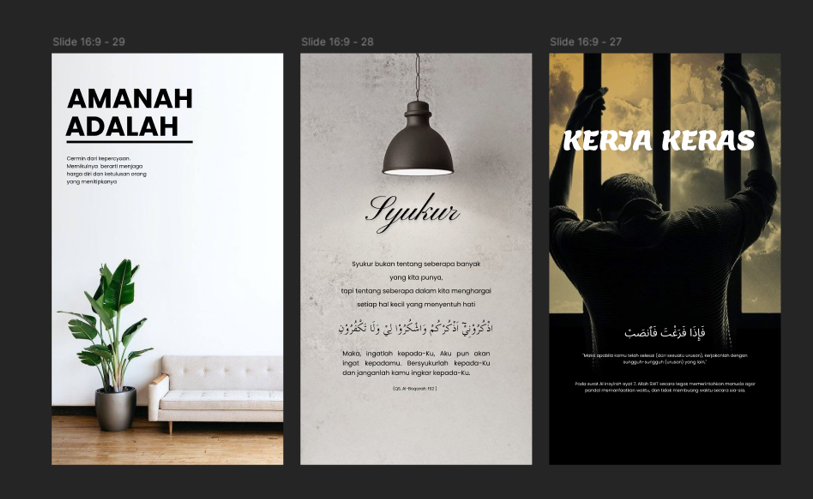 Slide 16:9 - 29
AMANAH
ADALAH
Cermin dari kepercayaan.
Memikulnya berarti menjaga
harga diri dan ketulusan orang
yang menitipkannya
Slide 16:9 - 28
Syukur
Syukur bukan tentang seberapa banyak
yang kita punya,
tapi tentang seberapa dalam kita menghargai
setiap hal kecil yang menyentuh hati
اذْكُرُوْنِيْٓ اَذْكُرْكُمْ وَاشْكُرُوْا لِيْ وَلَا تَكْفُرُوْنِ
Maka, ingatlah kepada-Ku, Aku pun akan
ingat kepadamu. Bersyukurlah kepada-Ku
dan janganlah kamu ingkar kepada-Ku.
(QS Al-Baqarah 152)
Slide 16:9 - 27
KERJA KERAS
فَإِذَا فَرَغْتَ فَٱنصَبْ
"Maka apabila kamu telah selesai (dari sesuatu urusan), kerjakanlah dengan
sungguh-sungguh (urusan) yang lain,"
Pada surat Al Insyirah ayat 7, Allah SWT secara tegas memerintahkan manusia agar
pandai memanfaatkan waktu, dan tidak membuang waktu secara sia-sia.